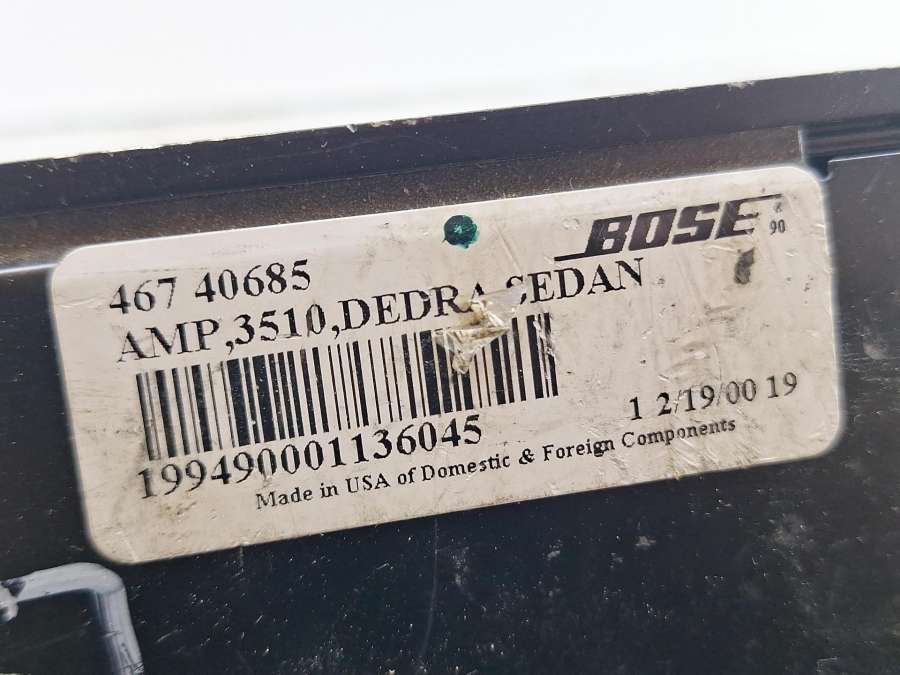 BOSE
90
467 40685
AMP,3510,DEDRA SEDAN
199490001136045
1 2/19/00 19
Made in USA of Domestic & Foreign Components